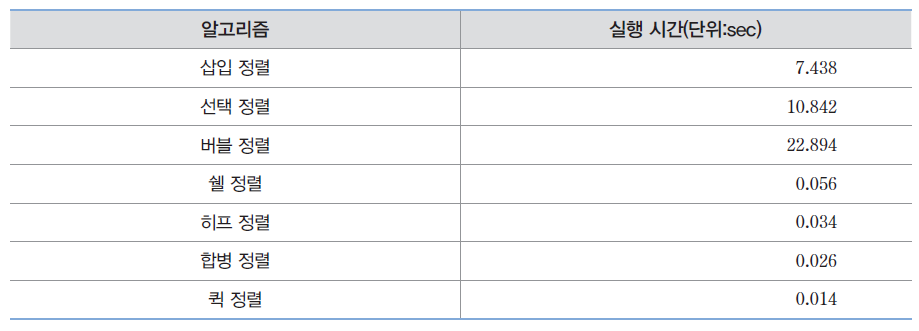 알고리즘 실행 시간(단위:sec)
삽입 정렬 7.438
선택 정렬 10.842
버블 정렬 22.894
쉘 정렬 0.056
히프 정렬 0.034
합병 정렬 0.026
퀵 정렬 0.014